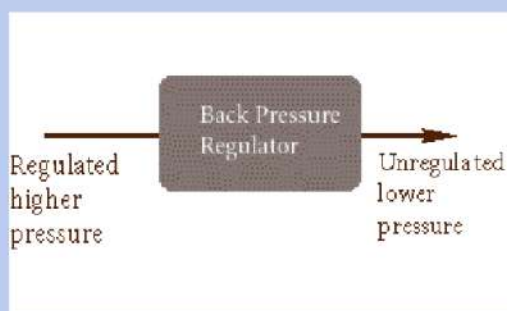 Back Pressure
Regulator
Regulated
higher
pressure
Unregulated
lower
pressure